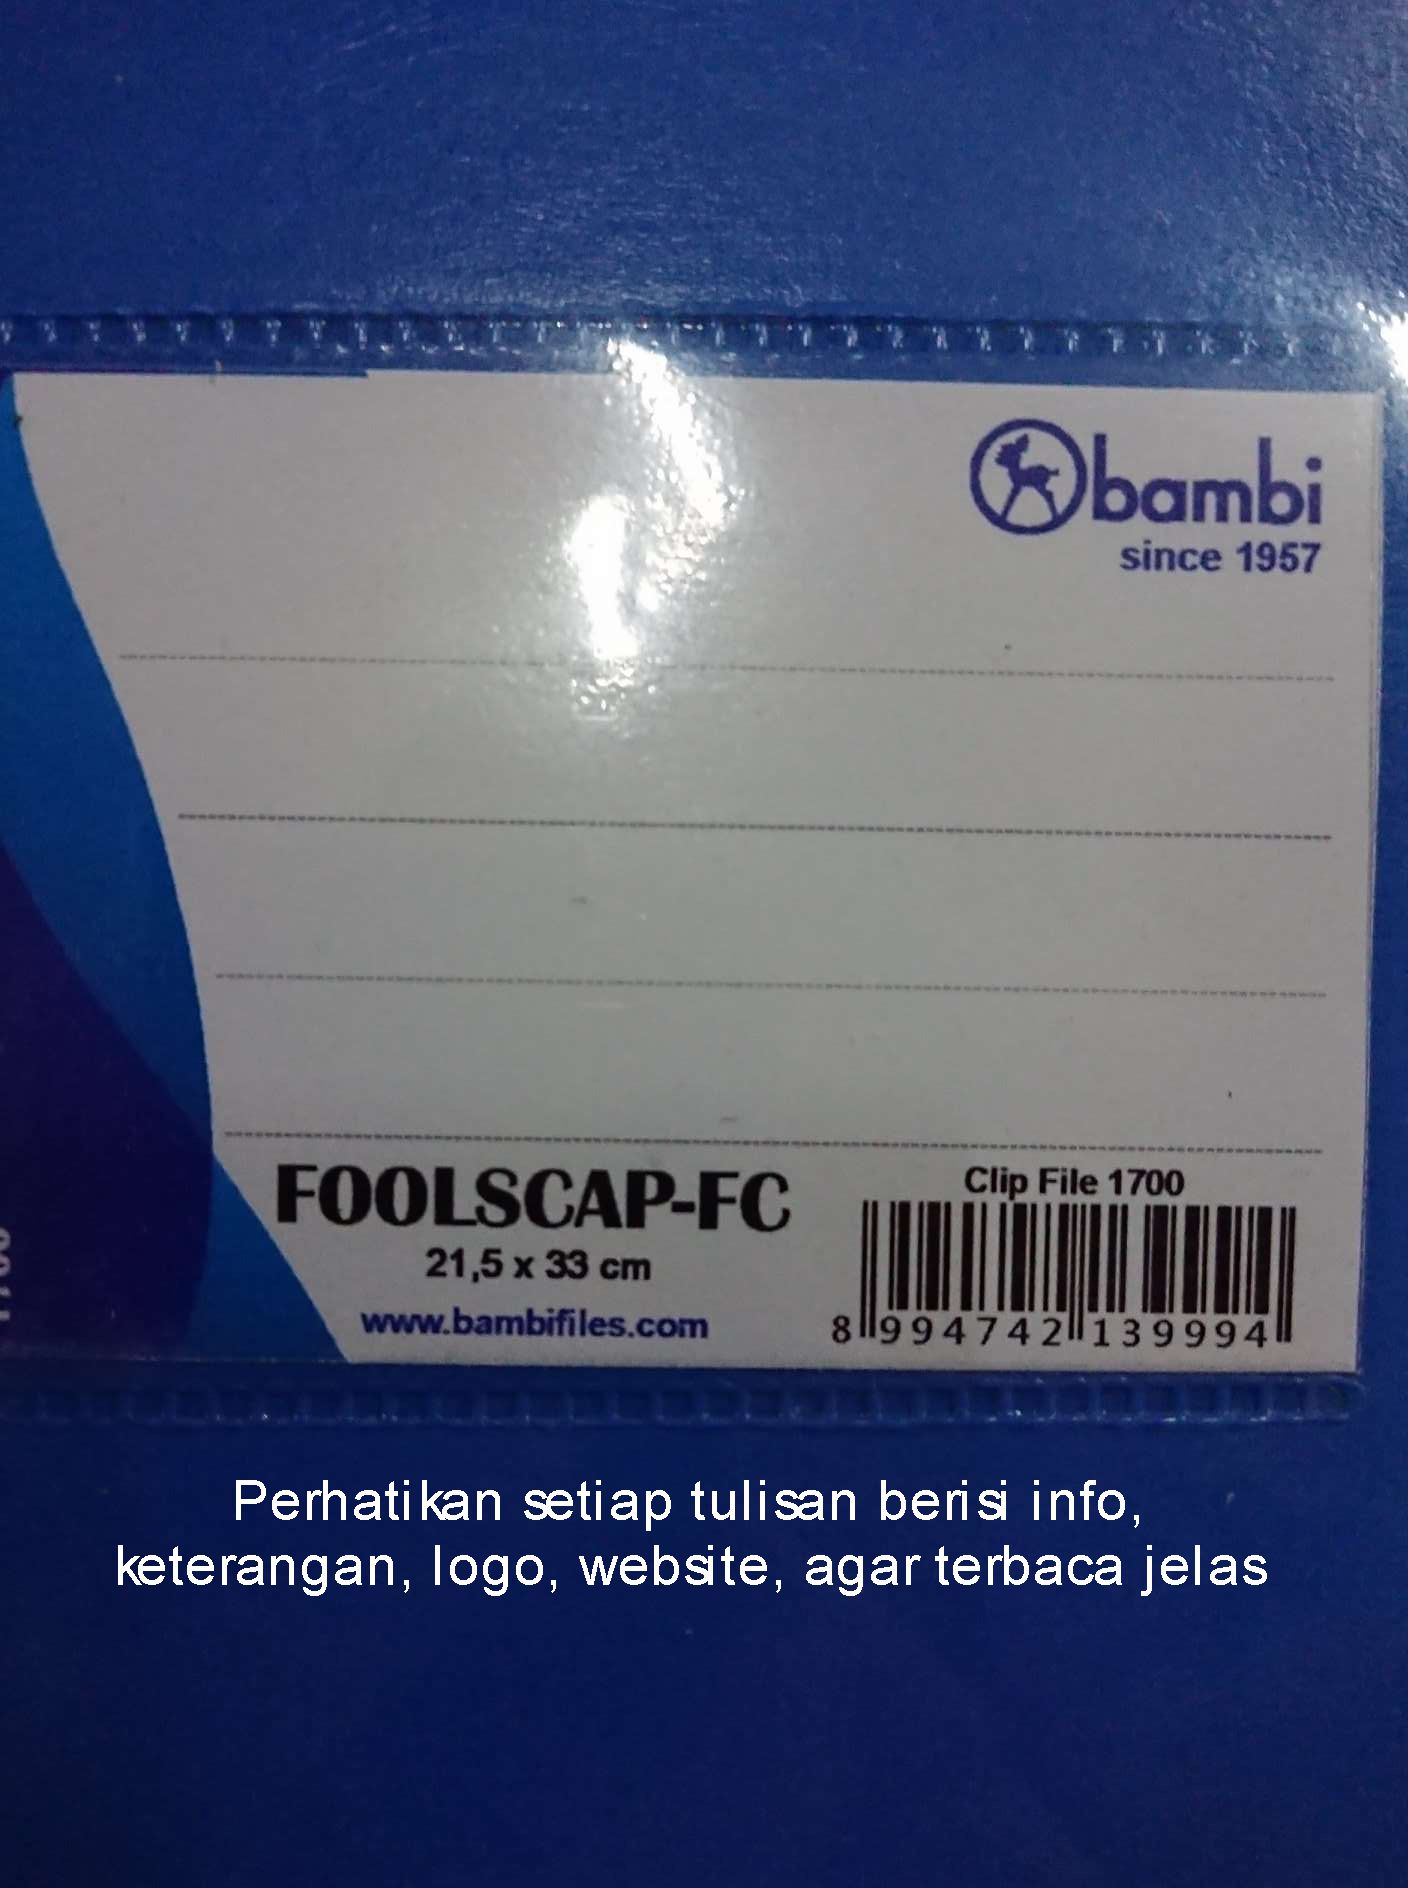 bambi
since 1957
FOOLSCAP-FC
21,5 x 33 cm
www.bambifiles.com
Clip File 1700
8 994742 139994
Perhatikan setiap tulisan berisi info,
keterangan, logo, website, agar terbaca jelas